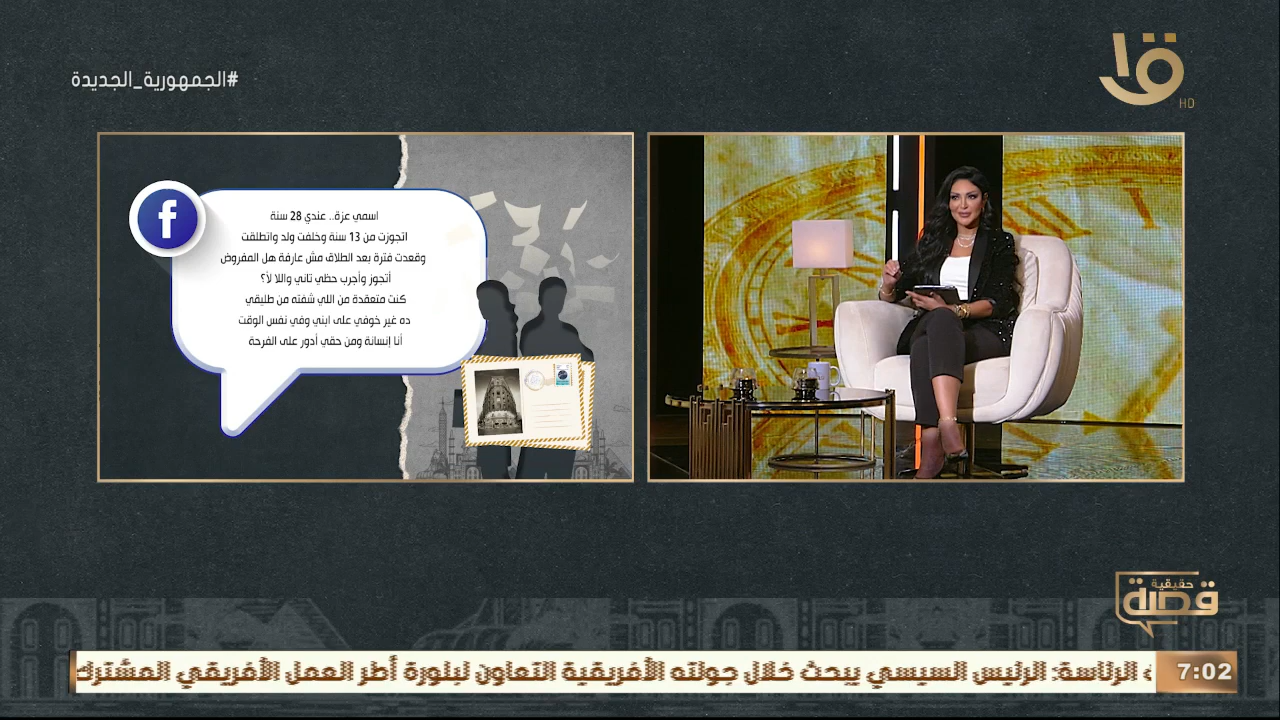 #الجمهورية_الجديدة
HD
اسمي عزة.. عندي 28 سنة
اتجوزت من 13 سنة وخلفت ولد واتطلقت
وقعدت فترة بعد الطلاق مش عارفة هل المفروض
أتجوز وأجرب حظي تاني واللا لأ؟
كنت متعقدة من اللي شفته من طليقي
ده غير خوفي على ابني وفي نفس الوقت
أنا إنسانة ومن حقي أدور على الفرحة
قصة حقيقية
الرئاسة: الرئيس السيسي يبحث خلال جولته الأفريقية التعاون لبلورة أطر العمل الأفريقي المشترك
7:02